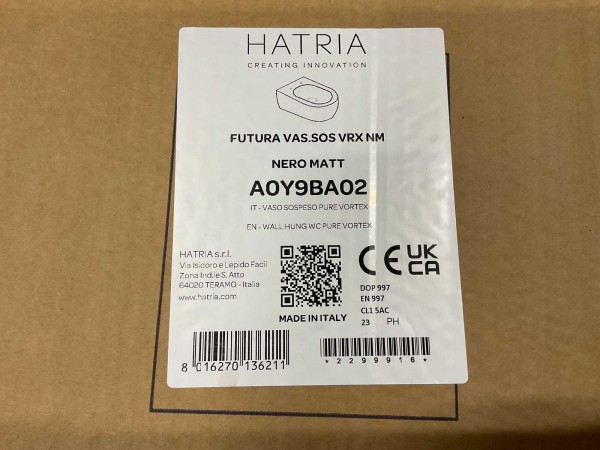 HATRIA
CREATING INNOVATION
FUTURA VAS.SOS VRX NM
NERO MATT
A0Y9BA02
IT - VASO SOSPESO PURE VORTEX
EN - WALL HUNG WC PURE VORTEX
HATRIA s.r.l.
Via Isidoro e Lepido Facii
Zona Ind.le S. Atto
64020 TERAMO - Italia
www.hatria.com
MADE IN ITALY
CE UK CA
DOP 997
EN 997
CL1 5AC
23 PH
8 016270 136211
*2299916*